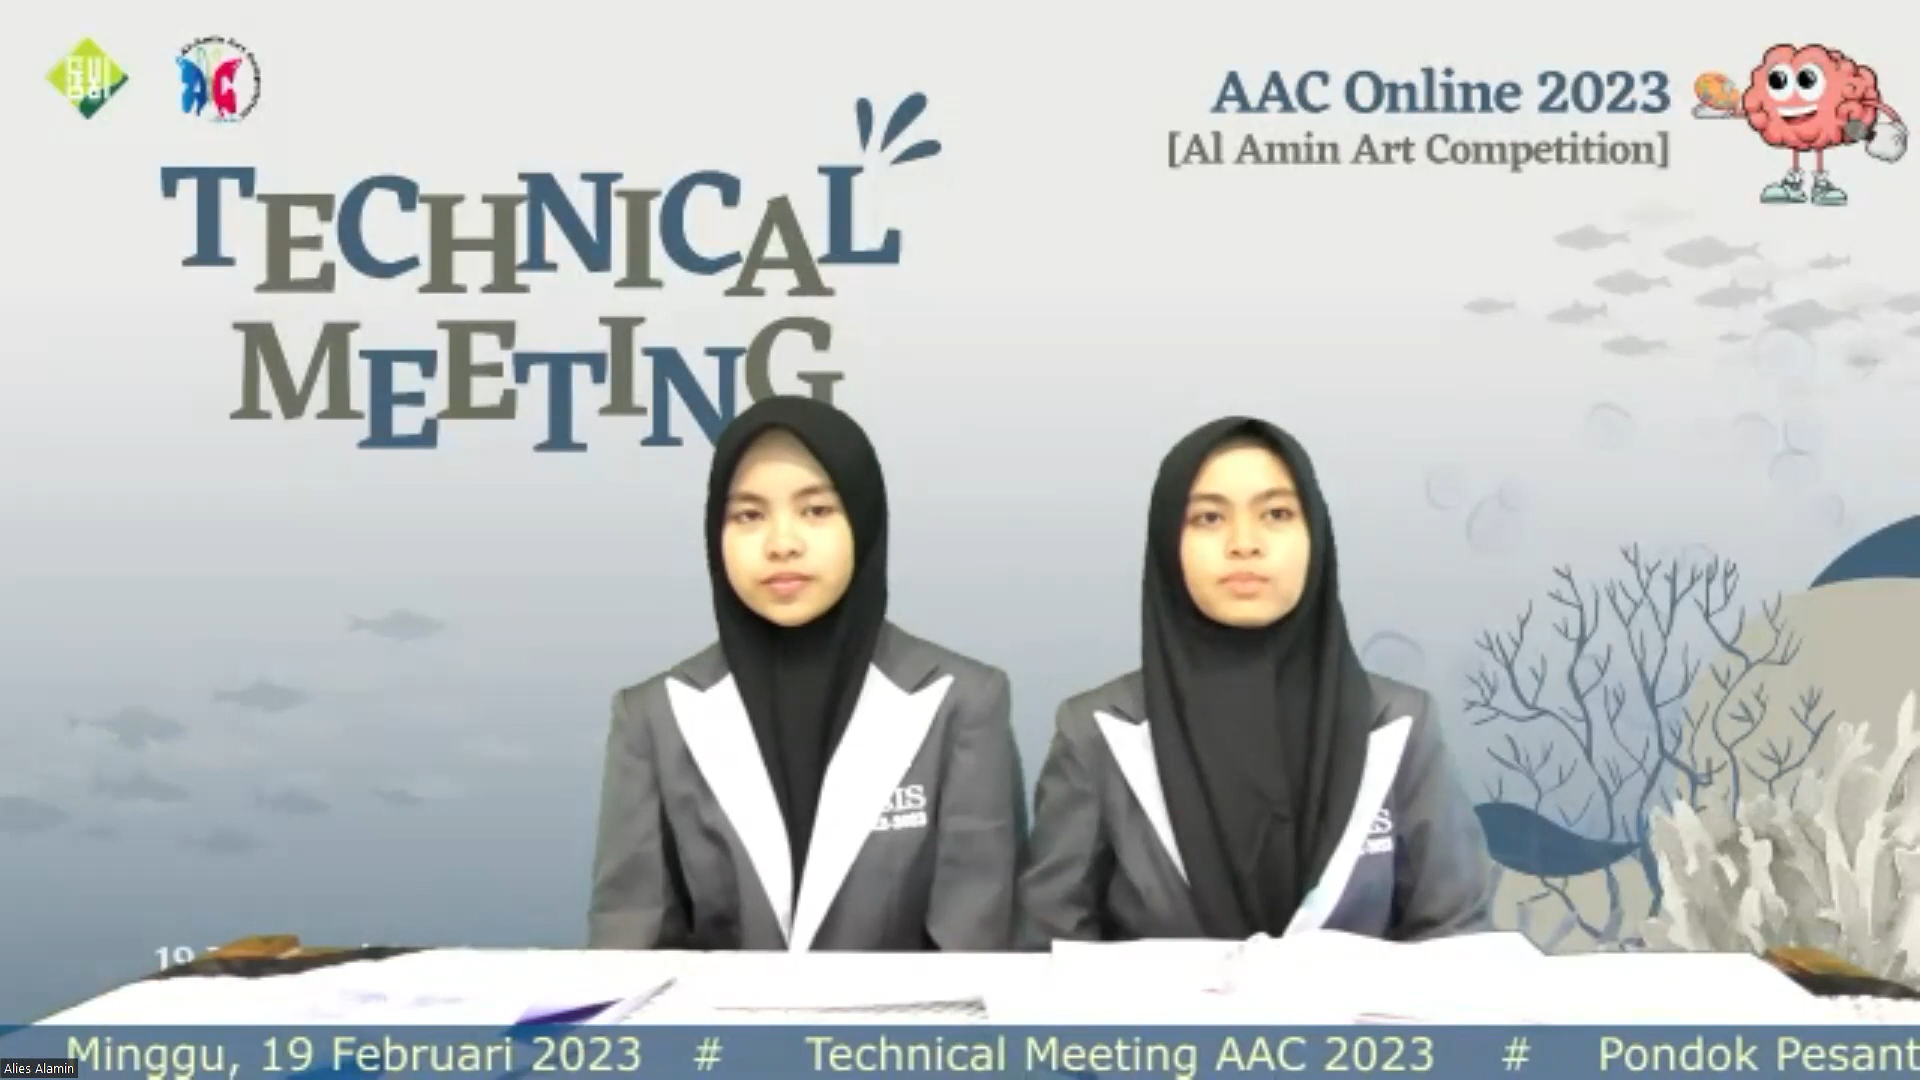 AAC Online 2023
[Al Amin Art Competition]
TECHNICAL
MEETING
19
Minggu, 19 Februari 2023 # Technical Meeting AAC 2023 # Pondok Pesant
Alies Alamin